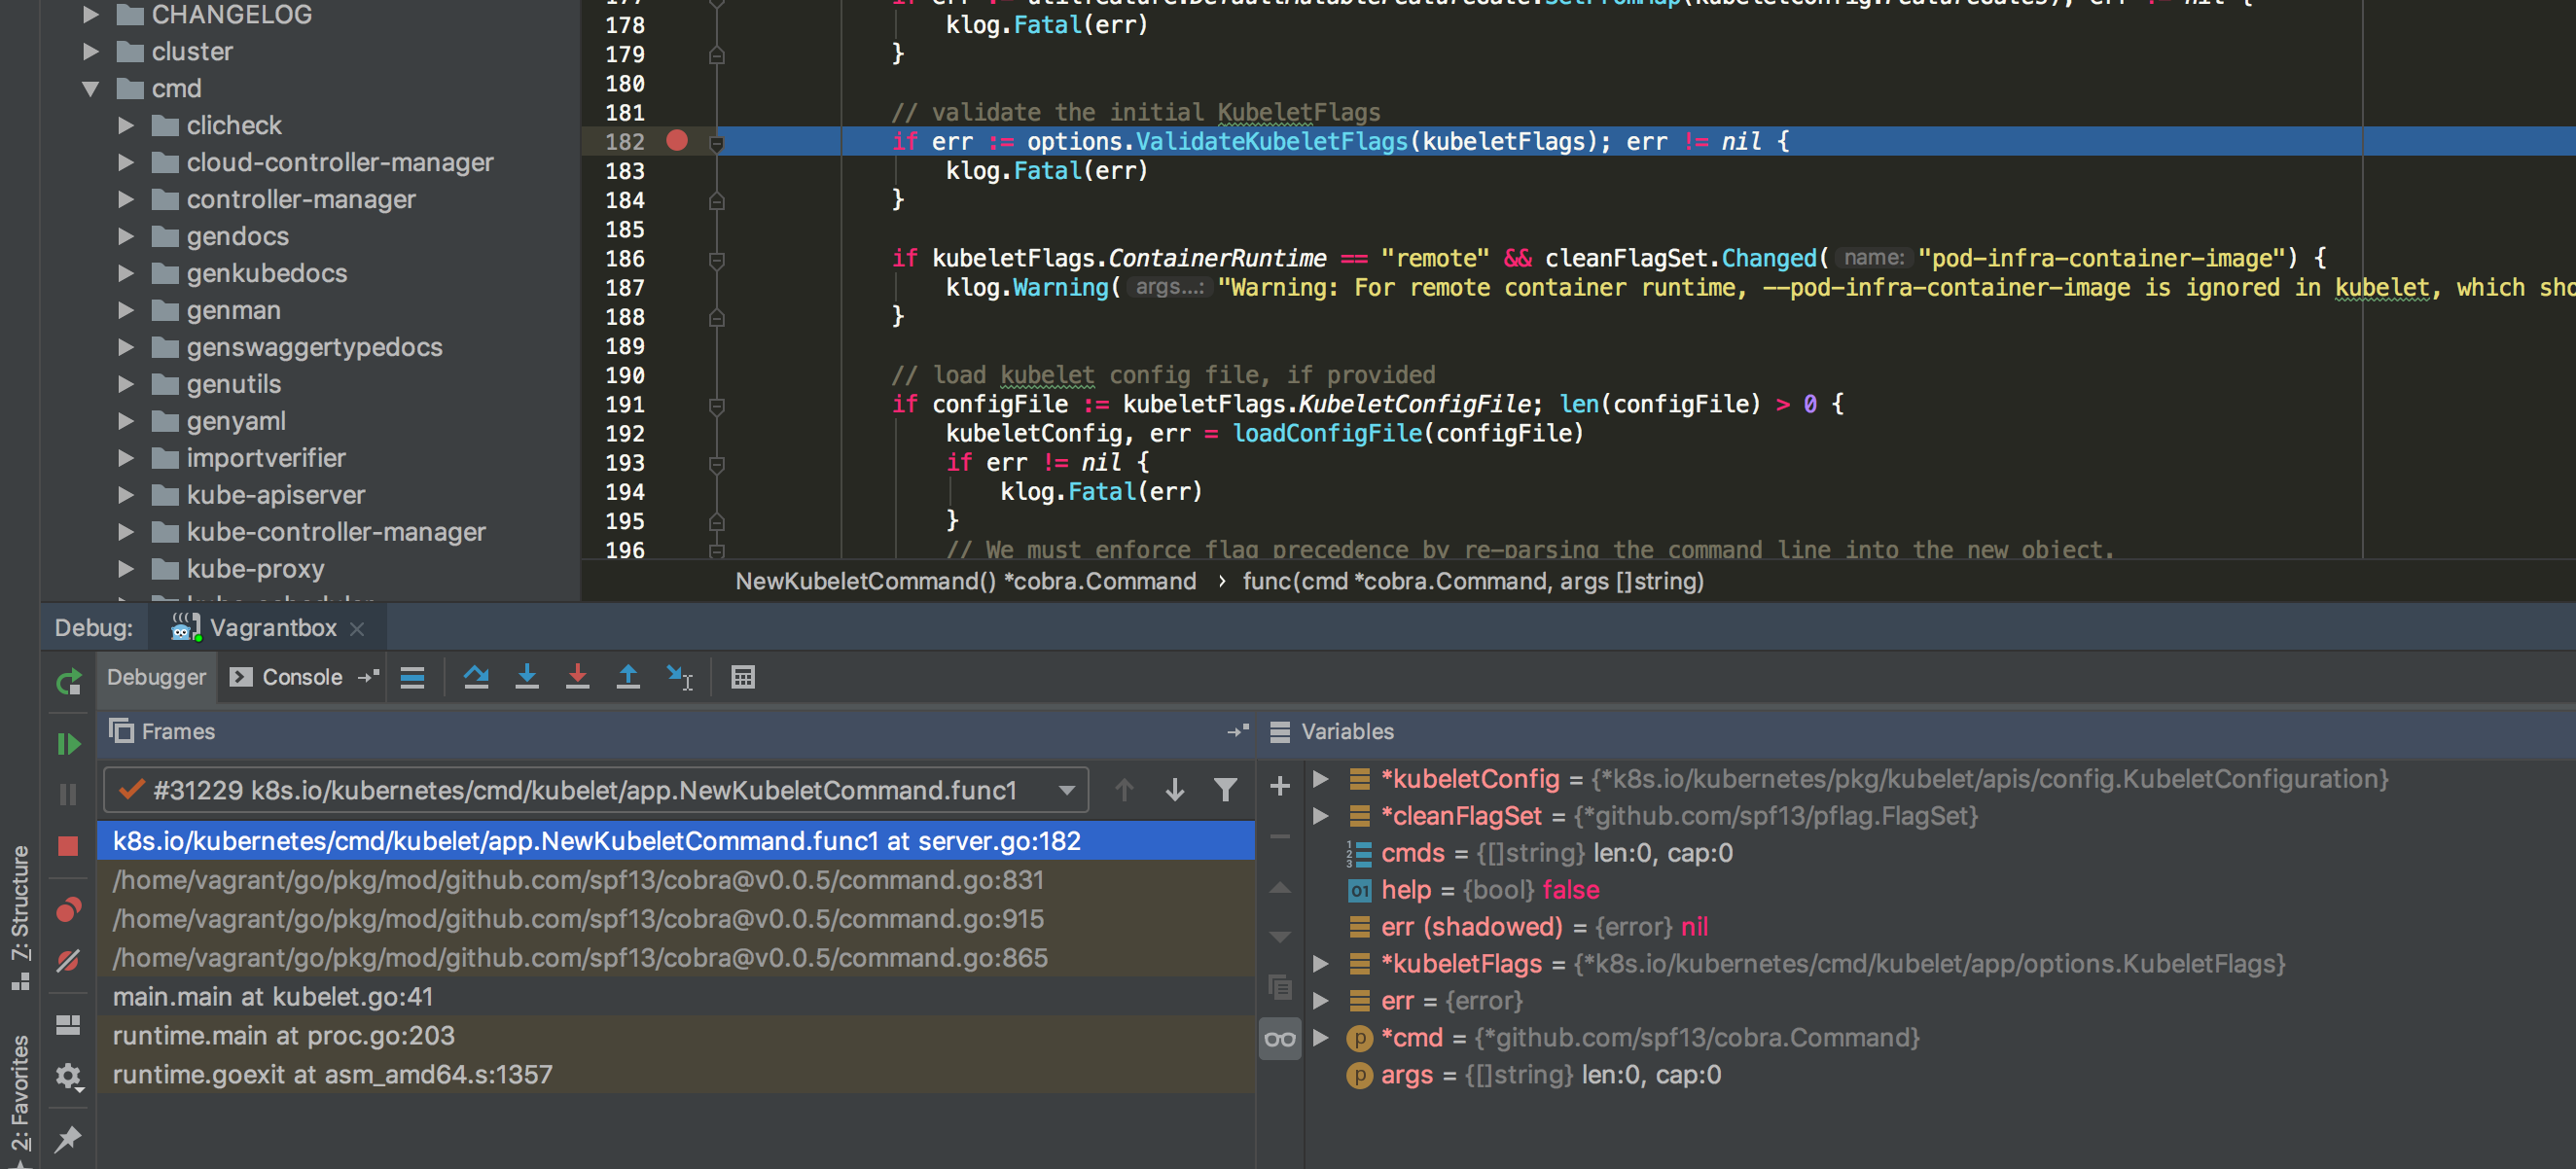 CHANGELOG
cluster
cmd
clicheck
cloud-controller-manager
controller-manager
gendocs
genkubedocs
genman
genswaggertypedocs
genutils
genyaml
importverifier
kube-apiserver
kube-controller-manager
kube-proxy
178 klog.Fatal(err)
179 }
180
181 // validate the initial KubeletFlags
182 if err := options.ValidateKubeletFlags(kubeletFlags); err != nil {
183 klog.Fatal(err)
184 }
185
186 if kubeletFlags.ContainerRuntime == "remote" && cleanFlagSet.Changed( name: "pod-infra-container-image") {
187 klog.Warning( args...: "Warning: For remote container runtime, --pod-infra-container-image is ignored in kubelet, which sho
188 }
189
190 // load kubelet config file, if provided
191 if configFile := kubeletFlags.KubeletConfigFile; len(configFile) > 0 {
192 kubeletConfig, err = loadConfigFile(configFile)
193 if err != nil {
194 klog.Fatal(err)
195 }
196 // We must enforce flag precedence by re-parsing the command line into the new object.
NewKubeletCommand() *cobra.Command › func(cmd *cobra.Command, args []string)
Debug: Vagrantbox
Debugger Console
Frames
#31229 k8s.io/kubernetes/cmd/kubelet/app.NewKubeletCommand.func1
k8s.io/kubernetes/cmd/kubelet/app.NewKubeletCommand.func1 at server.go:182
/home/vagrant/go/pkg/mod/github.com/spf13/cobra@v0.0.5/command.go:831
/home/vagrant/go/pkg/mod/github.com/spf13/cobra@v0.0.5/command.go:915
/home/vagrant/go/pkg/mod/github.com/spf13/cobra@v0.0.5/command.go:865
main.main at kubelet.go:41
runtime.main at proc.go:203
runtime.goexit at asm_amd64.s:1357
Variables
*kubeletConfig = {*k8s.io/kubernetes/pkg/kubelet/apis/config.KubeletConfiguration}
*cleanFlagSet = {*github.com/spf13/pflag.FlagSet}
cmds = {[]string} len:0, cap:0
help = {bool} false
err (shadowed) = {error} nil
*kubeletFlags = {*k8s.io/kubernetes/cmd/kubelet/app/options.KubeletFlags}
err = {error}
*cmd = {*github.com/spf13/cobra.Command}
args = {[]string} len:0, cap:0
Z: Structure
2: Favorites